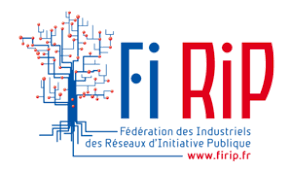 Fi RiP
Fédération des Industriels
des Réseaux d'Initiative Publique
www.firip.fr